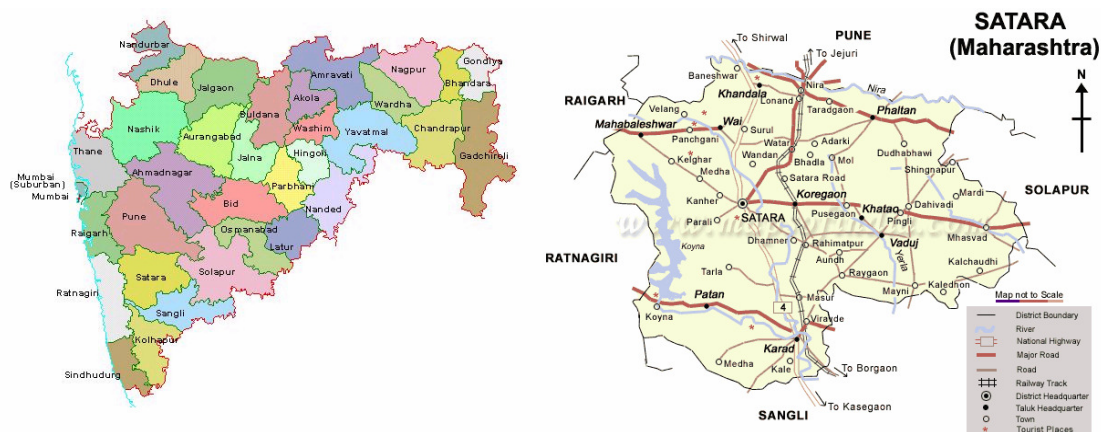 Nandurbar
Dhule
Jalgaon
Amravati
Nagpur
Gondiya
Bhandara
Buldana
Akola
Wardha
Nashik
Aurangabad
Washim
Yavatmal
Chandrapur
Thane
Jalna
Hingoli
Gadchiroli
Ahmadnagar
Parbhani
Mumbai
(Suburban)
Mumbai
Pune
Bid
Nanded
Raigarh
Osmanabad
Latur
Satara
Solapur
Ratnagiri
Sangli
Kolhapur
Sindhudurg
SATARA
(Maharashtra)
N
To Shirwal
PUNE
To Jejuri
Baneshwar
Khandala
Nira
Nira
RAIGARH
Velang
Lonand
Taradgaon
Phaltan
Mahabaleshwar
Wai
Panchgani
Surul
Watar
Adarki
Kelghar
Wandan
Bhadla
Mol
Dudhabhawi
Medha
Satara Road
Shingnapur
SOLAPUR
Kanher
Koregaon
Mardi
Khatao
Dahivadi
Parali
SATARA
Pusegaon
Pingli
Koyna
Dhamner
Rahimatpur
Vaduj
Mhasvad
RATNAGIRI
Aundh
Yerla
Tarla
Raygaon
Kalchaudhi
Mayni
Kaledhon
Patan
Masur
Koyna
4
Viravde
Karad
Medha
Kale
To Borgaon
To Kasegaon
SANGLI
Map not to Scale
District Boundary
River
National Highway
Major Road
Road
Railway Track
District Headquarter
Taluk Headquarter
Town
Tourist Places